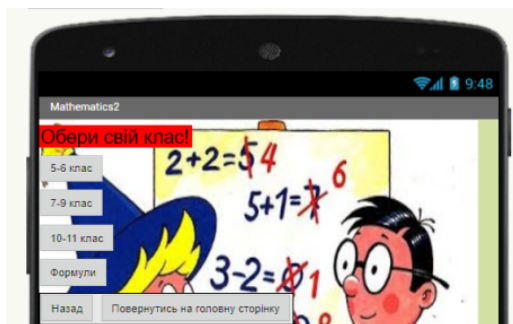 9:48
Mathematics2
Обери свій клас!
2+2=5 4
5-6 клас
6
5+1=7
7-9 клас
10-11 клас
3-2=0 1
Формули
8
Назад Повернутись на головну сторінку